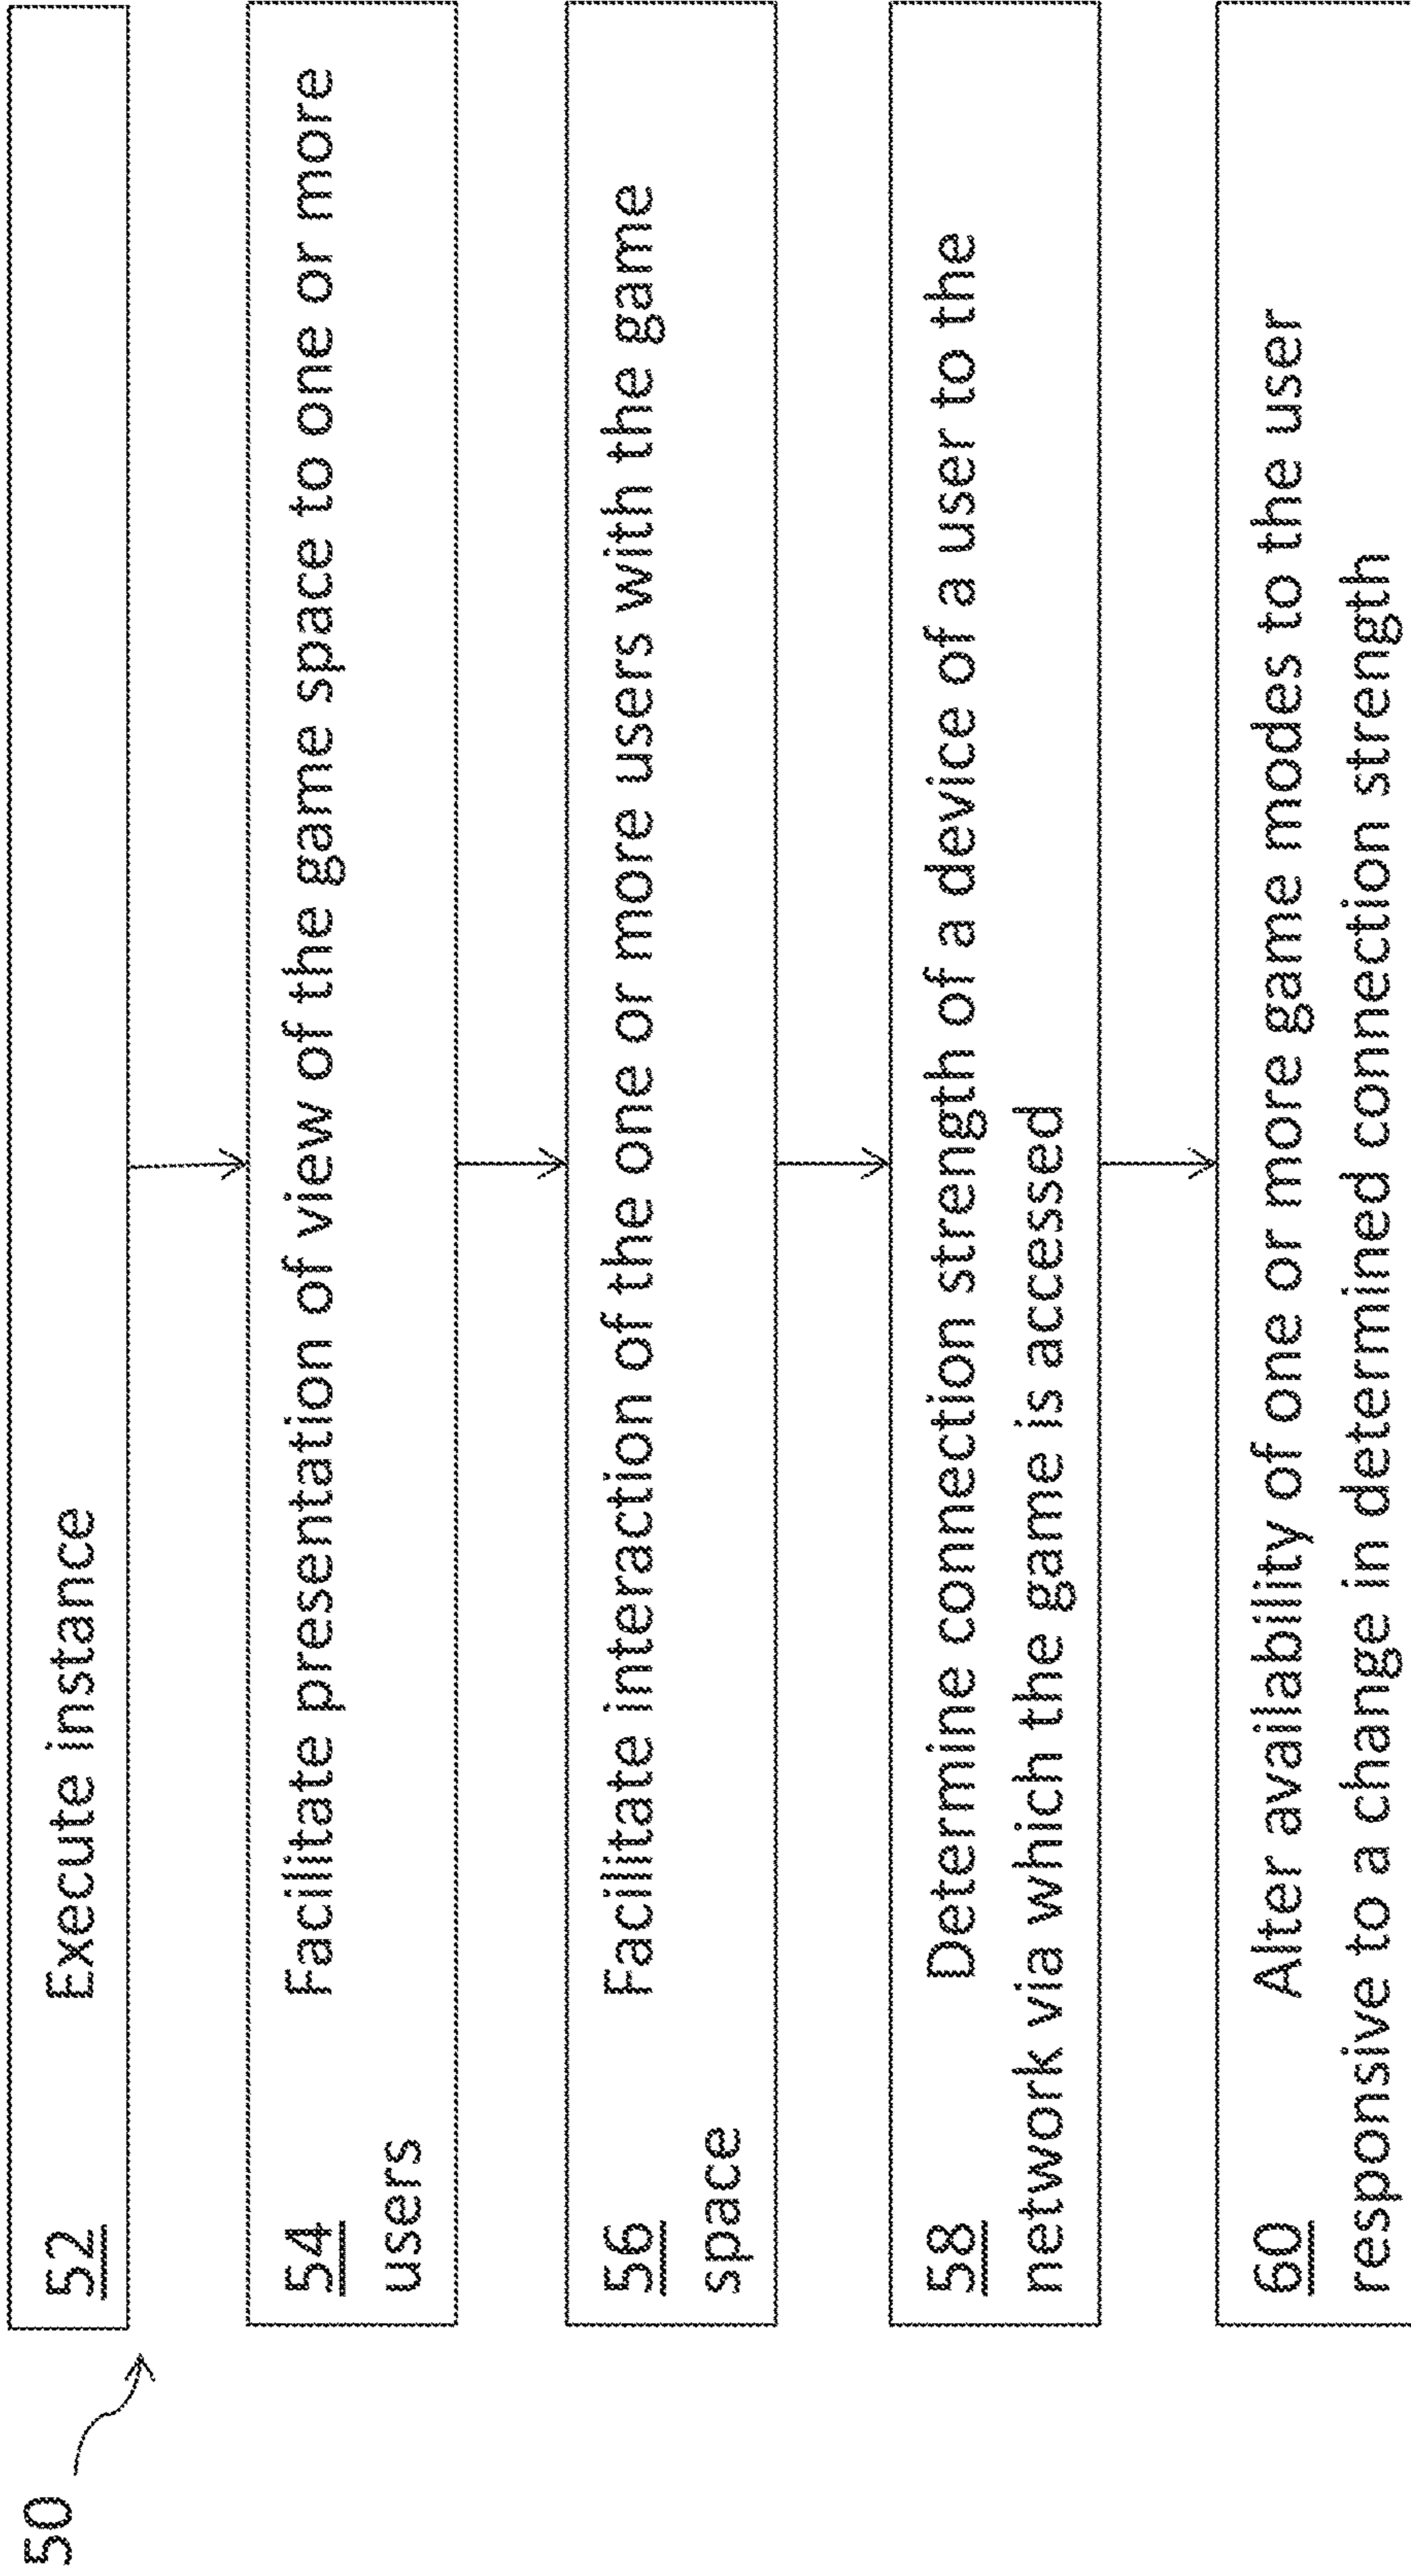 50
52 Execute instance
54 Facilitate presentation of view of the game space to one or more
users
56 Facilitate interaction of the one or more users with the game
space
58 Determine connection strength of a device of a user to the
network via which the game is accessed
60 Alter availability of one or more game modes to the user
responsive to a change in determined connection strength